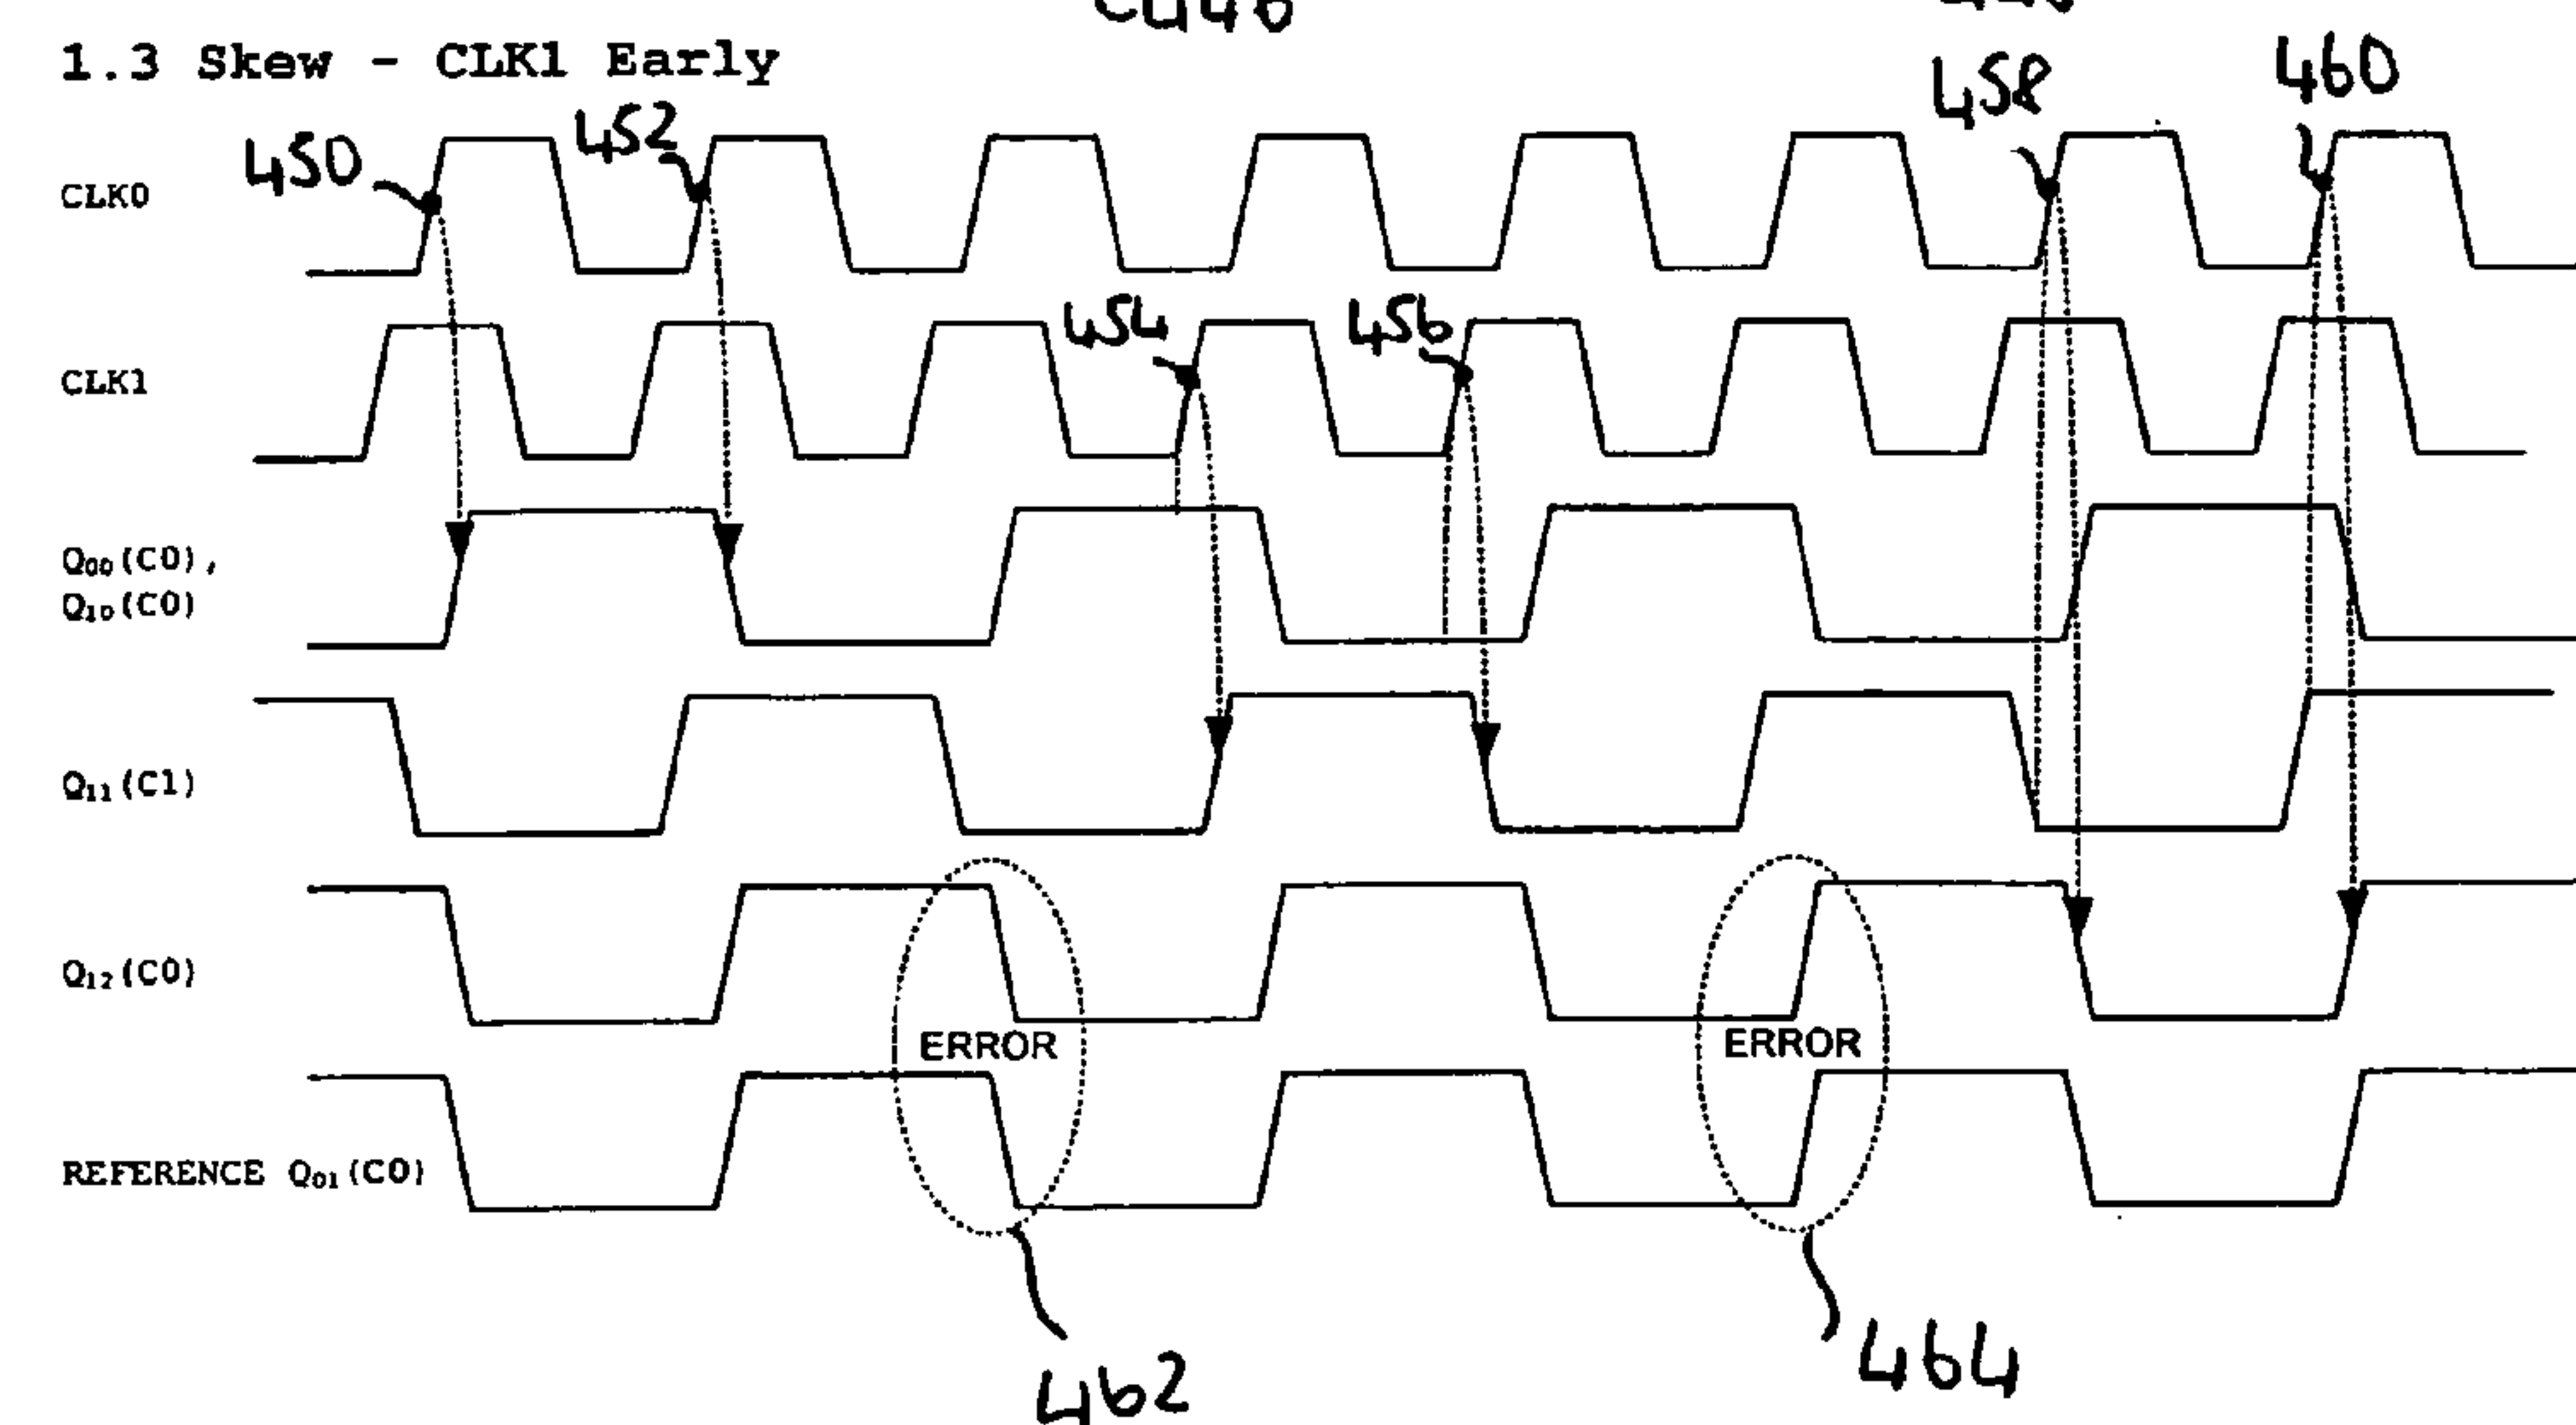 1.3 Skew - CLK1 Early
450
452
458
460
CLK0
454
456
CLK1
Q₀₀(C0),
Q₁₀(C0)
Q₁₁(C1)
Q₁₂(C0)
ERROR
ERROR
REFERENCE Q₀₁(C0)
462
464